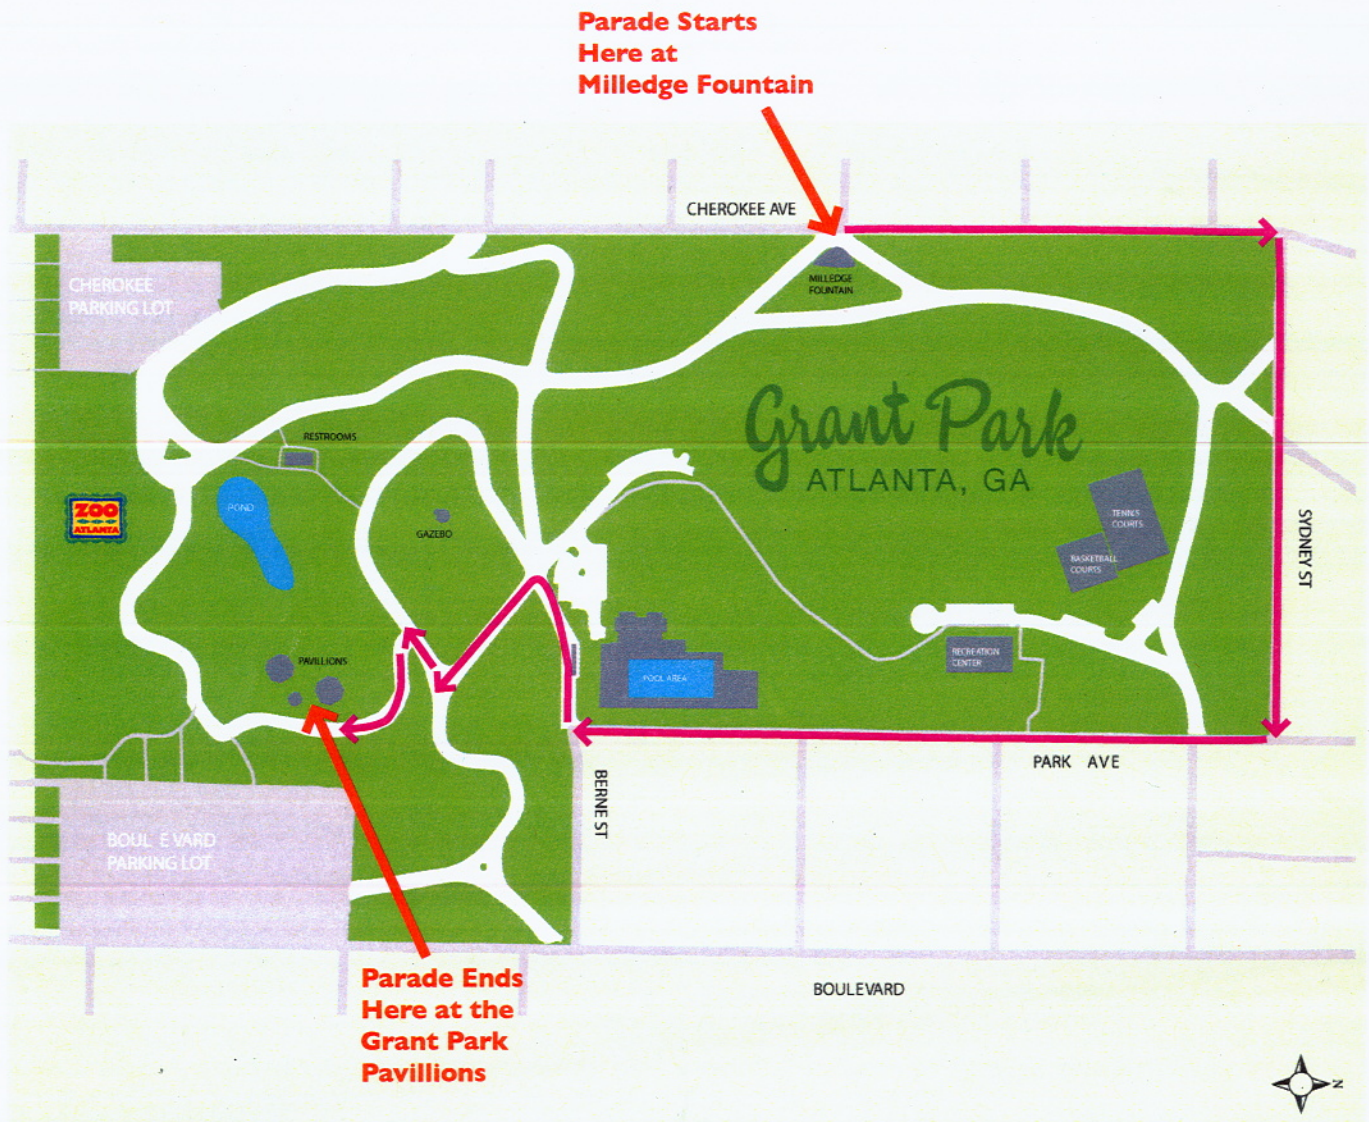 Parade Starts
Here at
Milledge Fountain
CHEROKEE AVE
CHEROKEE
PARKING LOT
MILLEDGE
FOUNTAIN
Grant Park
ATLANTA, GA
RESTROOMS
ZOO
ATLANTA
POND
GAZEBO
TENNIS
COURTS
BASKETBALL
COURTS
SYDNEY ST
PAVILLIONS
RECREATION
CENTER
POOL AREA
PARK AVE
BERNE ST
BOUL E VARD
PARKING LOT
Parade Ends
Here at the
Grant Park
Pavillions
BOULEVARD
N